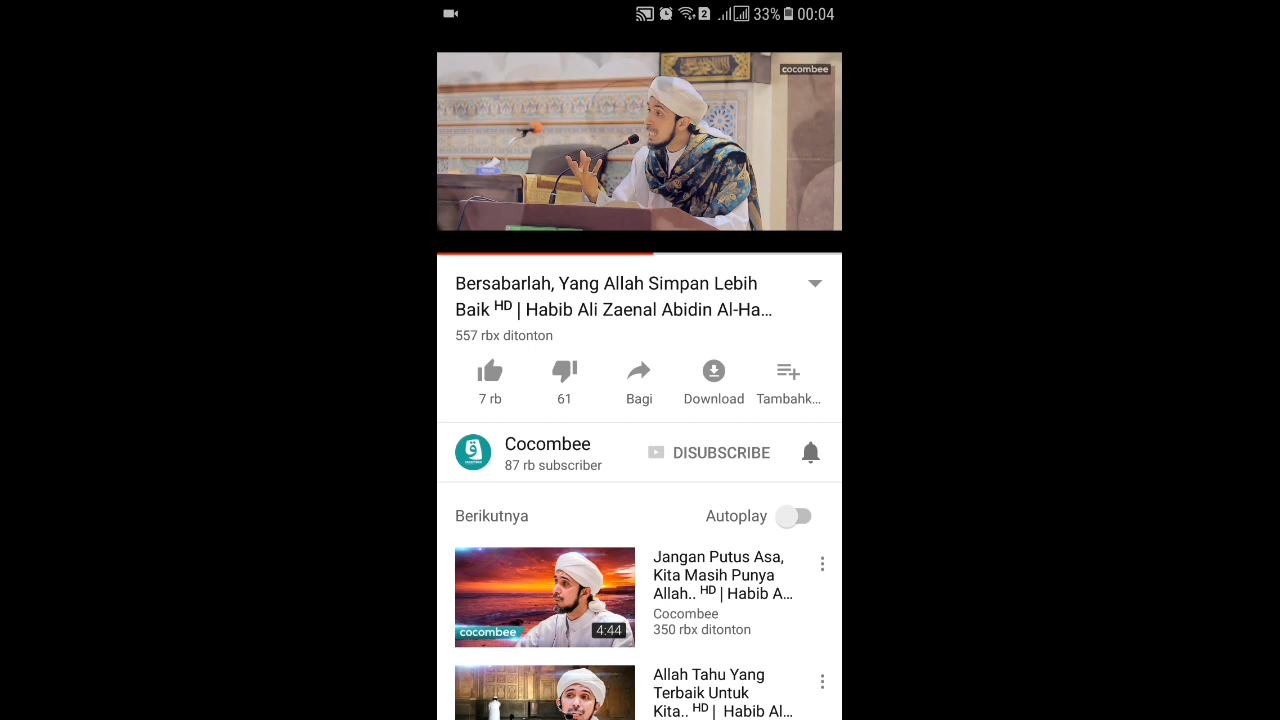 2 33% 00:04
cocombee
Bersabarlah, Yang Allah Simpan Lebih
Baik ᴴᴰ | Habib Ali Zaenal Abidin Al-Ha...
557 rbx ditonton
7 rb 61 Bagi Download Tambahk...
Cocombee
87 rb subscriber
DISUBSCRIBE
Berikutnya Autoplay
Jangan Putus Asa,
Kita Masih Punya
Allah.. ᴴᴰ | Habib A...
Cocombee
350 rbx ditonton
cocombee 4:44
Allah Tahu Yang
Terbaik Untuk
Kita.. ᴴᴰ | Habib Al...